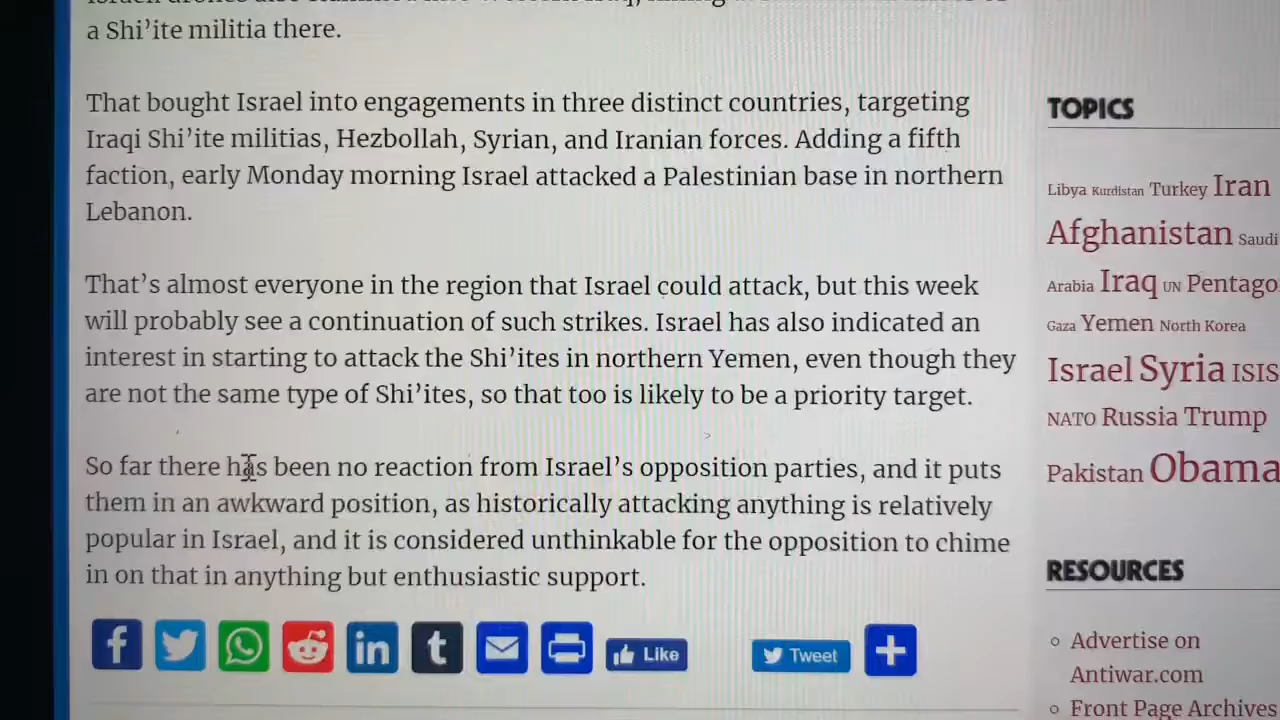 a Shi’ite militia there.
That bought Israel into engagements in three distinct countries, targeting
Iraqi Shi’ite militias, Hezbollah, Syrian, and Iranian forces. Adding a fifth
faction, early Monday morning Israel attacked a Palestinian base in northern
Lebanon.
That’s almost everyone in the region that Israel could attack, but this week
will probably see a continuation of such strikes. Israel has also indicated an
interest in starting to attack the Shi’ites in northern Yemen, even though they
are not the same type of Shi’ites, so that too is likely to be a priority target.
So far there has been no reaction from Israel’s opposition parties, and it puts
them in an awkward position, as historically attacking anything is relatively
popular in Israel, and it is considered unthinkable for the opposition to chime
in on that in anything but enthusiastic support.
f in t Like Tweet
TOPICS
Libya Kurdistan Turkey Iran
Afghanistan Saudi
Arabia Iraq UN Pentago
Gaza Yemen North Korea
Israel Syria ISIS
NATO Russia Trump
Pakistan Obama
RESOURCES
Advertise on
Antiwar.com
Front Page Archives